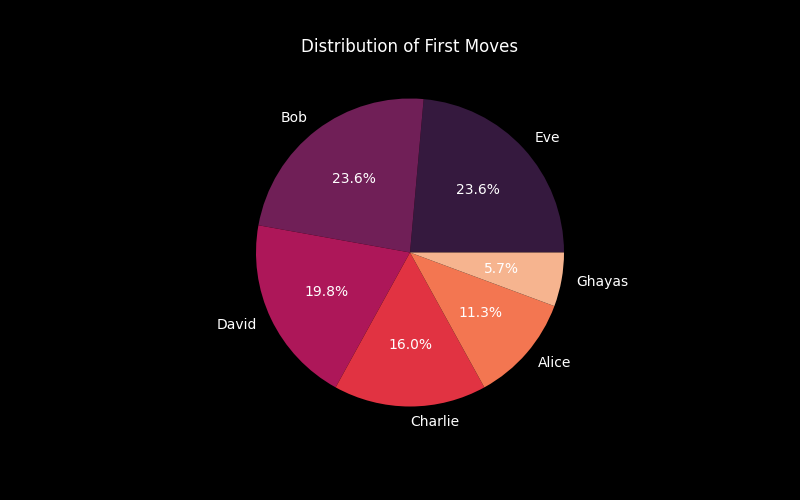 Distribution of First Moves
Bob
Eve
23.6%
23.6%
5.7%
Ghayas
19.8%
11.3%
David
16.0%
Alice
Charlie